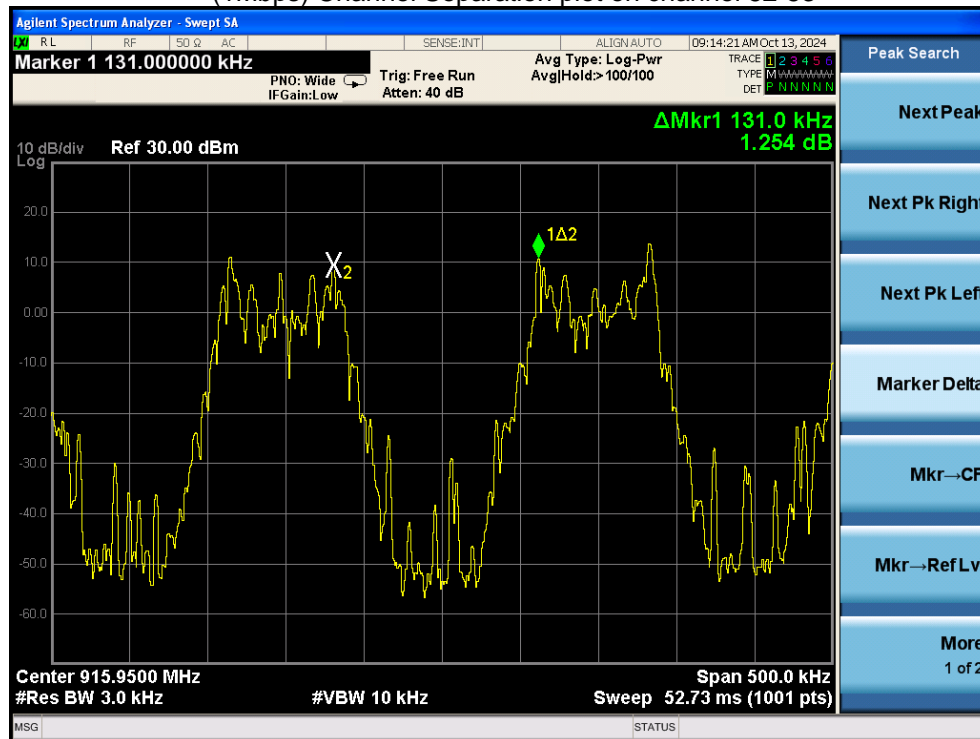 Agilent Spectrum Analyzer - Swept SA
LXI RL RF 50 Ω AC SENSE:INT ALIGN AUTO 09:14:21 AM Oct 13, 2024
Marker 1 131.000000 kHz
PNO: Wide
IFGain:Low
Trig: Free Run
Atten: 40 dB
Avg Type: Log-Pwr
Avg|Hold:>100/100
TRACE 1 2 3 4 5 6
TYPE M WWWWW
DET P N N N N N
ΔMkr1 131.0 kHz
1.254 dB
10 dB/div Ref 30.00 dBm
Log
20.0
10.0
0.00
-10.0
-20.0
-30.0
-40.0
-50.0
-60.0
2
1Δ2
Center 915.9500 MHz
Span 500.0 kHz
#Res BW 3.0 kHz
#VBW 10 kHz
Sweep 52.73 ms (1001 pts)
MSG
STATUS
Peak Search
Next Peak
Next Pk Right
Next Pk Left
Marker Delta
Mkr→CF
Mkr→Ref Lv
More
1 of 2